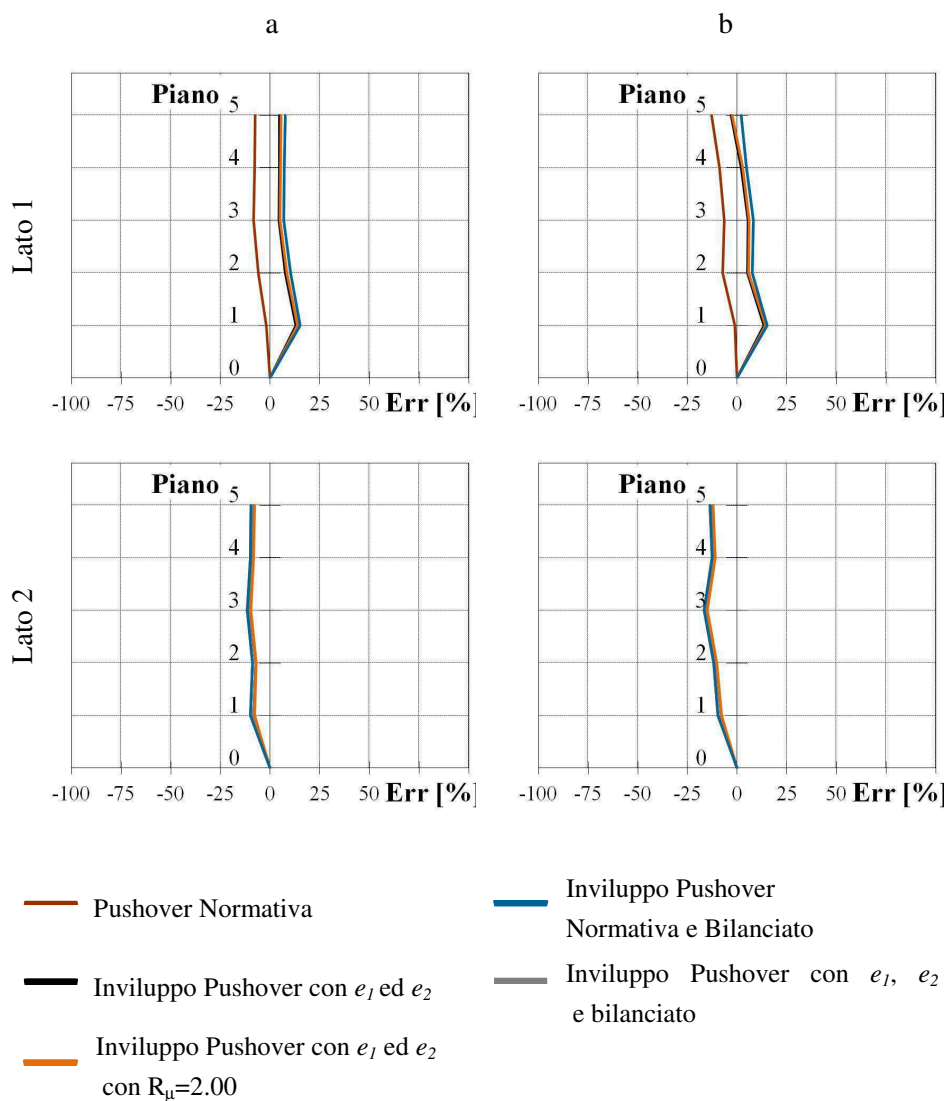 a
b
Lato 1
Piano
5
4
3
2
1
0
-100 -75 -50 -25 0 25 50 Err [%]
Piano
5
4
3
2
1
0
-100 -75 -50 -25 0 25 50 Err [%]
Lato 2
Piano
5
4
3
2
1
0
-100 -75 -50 -25 0 25 50 Err [%]
Piano
5
4
3
2
1
0
-100 -75 -50 -25 0 25 50 Err [%]
Pushover Normativa
Inviluppo Pushover con e1 ed e2
Inviluppo Pushover con e1 ed e2
con Rμ=2.00
Inviluppo Pushover
Normativa e Bilanciato
Inviluppo Pushover con e1, e2
e bilanciato